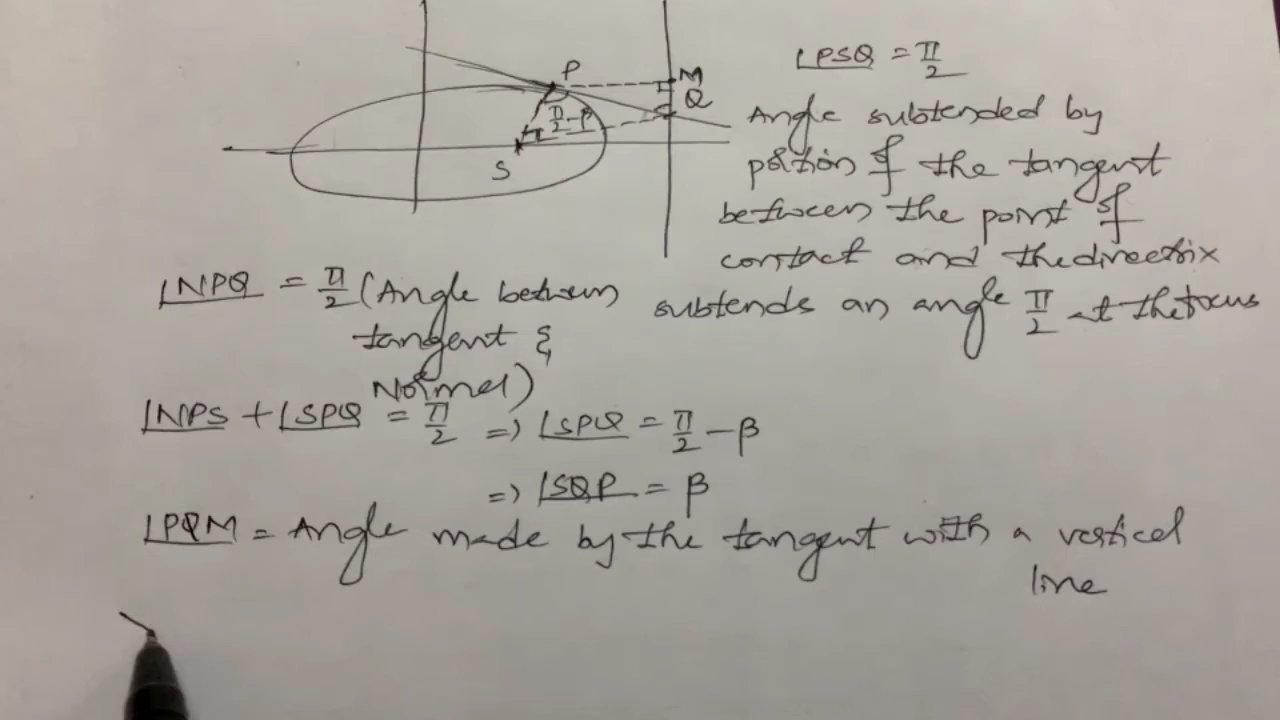 P
M
Q
π/2 - β
S
∠PSQ = π/2
Angle subtended by
portion of the tangent
between the point of
contact and the directrix
subtends an angle π/2 at the focus
∠NPQ = π/2 (Angle between
tangent &
Normal)
∠NPS + ∠SPQ = π/2 => ∠SPQ = π/2 - β
=> ∠SQP = β
∠PQM = Angle made by the tangent with a vertical
line